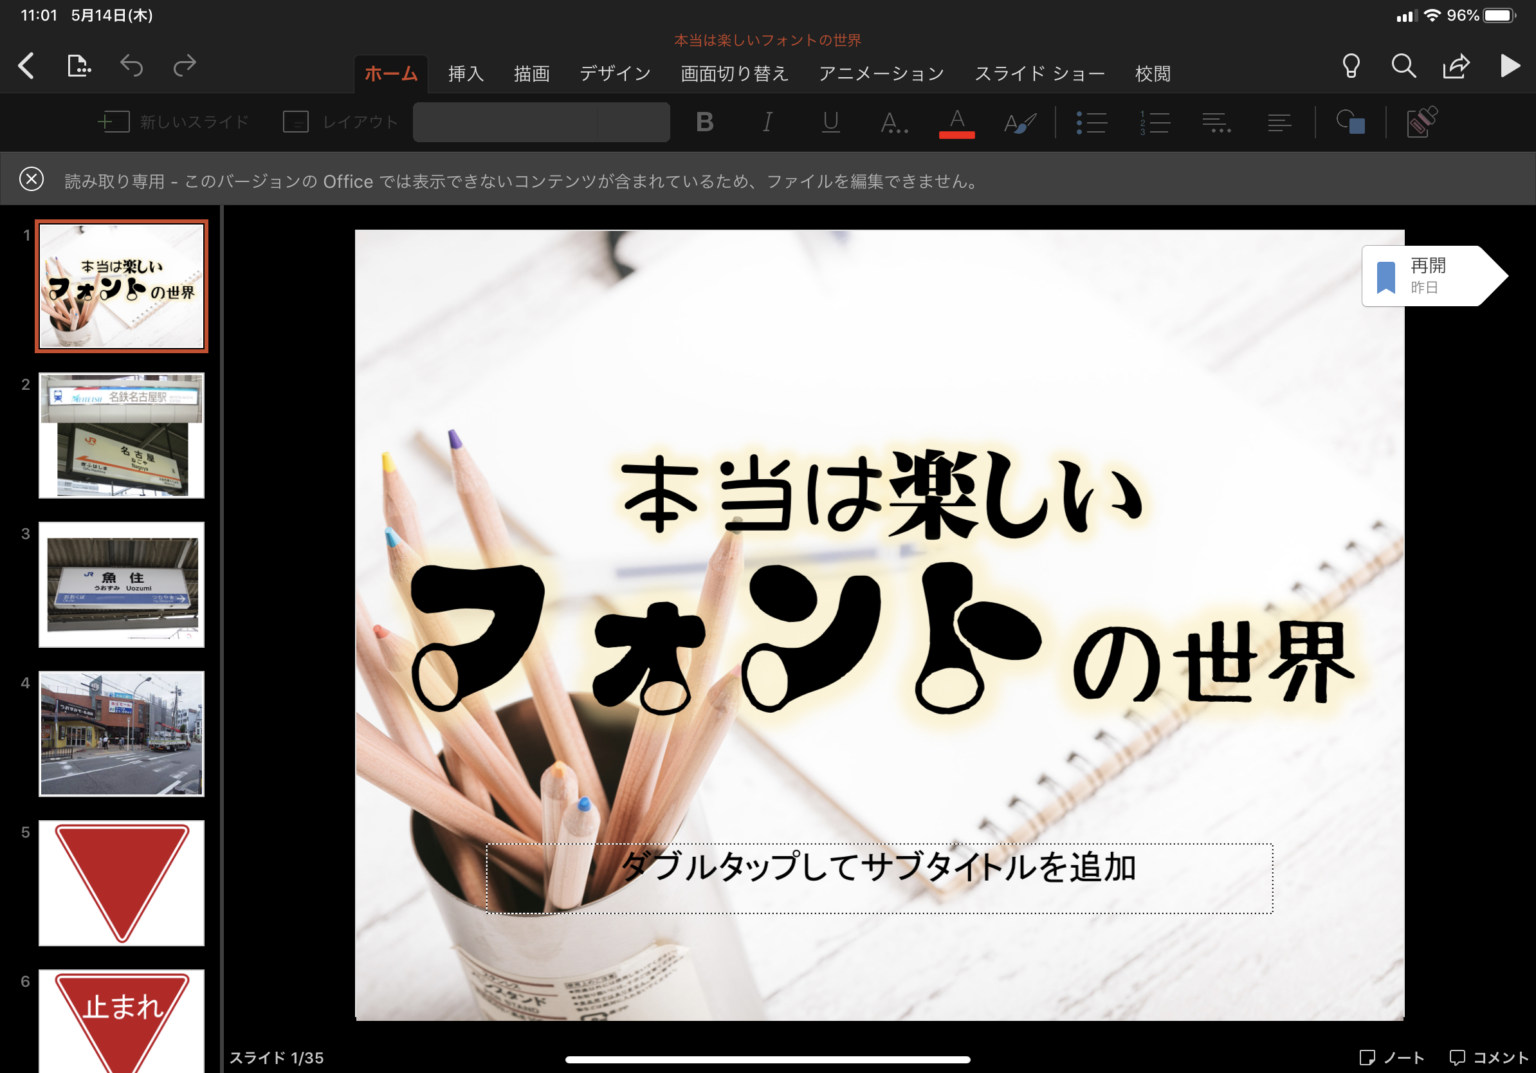 11:01 5月14日(木)
96%
本当は楽しいフォントの世界
ホーム 挿入 描画 デザイン 画面切り替え アニメーション スライド ショー 校閲
新しいスライド レイアウト B I U A A A
読み取り専用 - このバージョンの Office では表示できないコンテンツが含まれているため、ファイルを編集できません。
1
本当は楽しい
フォントの世界
2
名鉄名古屋駅
名古屋
なごや
Nagoya
3
魚住
うおずみ Uozumi
4
5
6
止まれ
再開
昨日
本当は楽しい
フォントの世界
ダブルタップしてサブタイトルを追加
スライド 1/35
ノート コメント